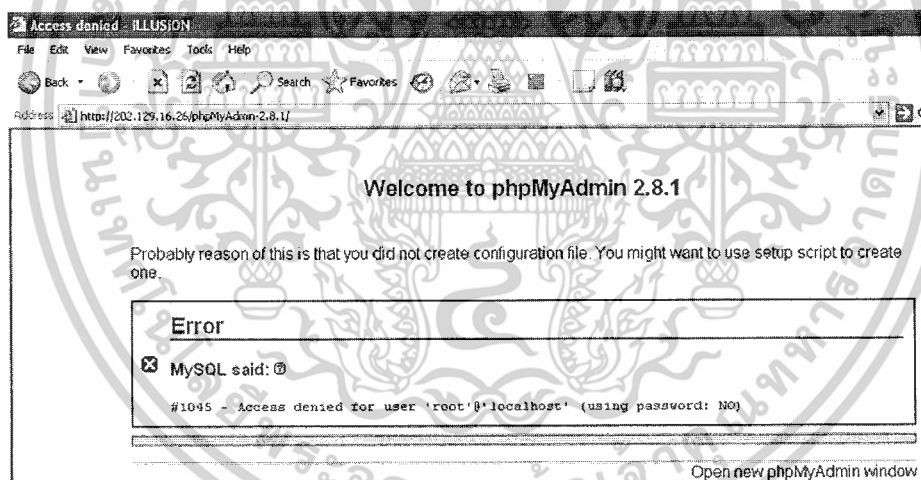 Access denied - ILLUSION
File Edit View Favorites Tools Help
Back Search Favorites
Address http://202.129.16.26/phpMyAdmin-2.8.1/
Welcome to phpMyAdmin 2.8.1
Probably reason of this is that you did not create configuration file. You might want to use setup script to create
one.
Error
MySQL said:
#1045 - Access denied for user 'root'@'localhost' (using password: NO)
Open new phpMyAdmin window